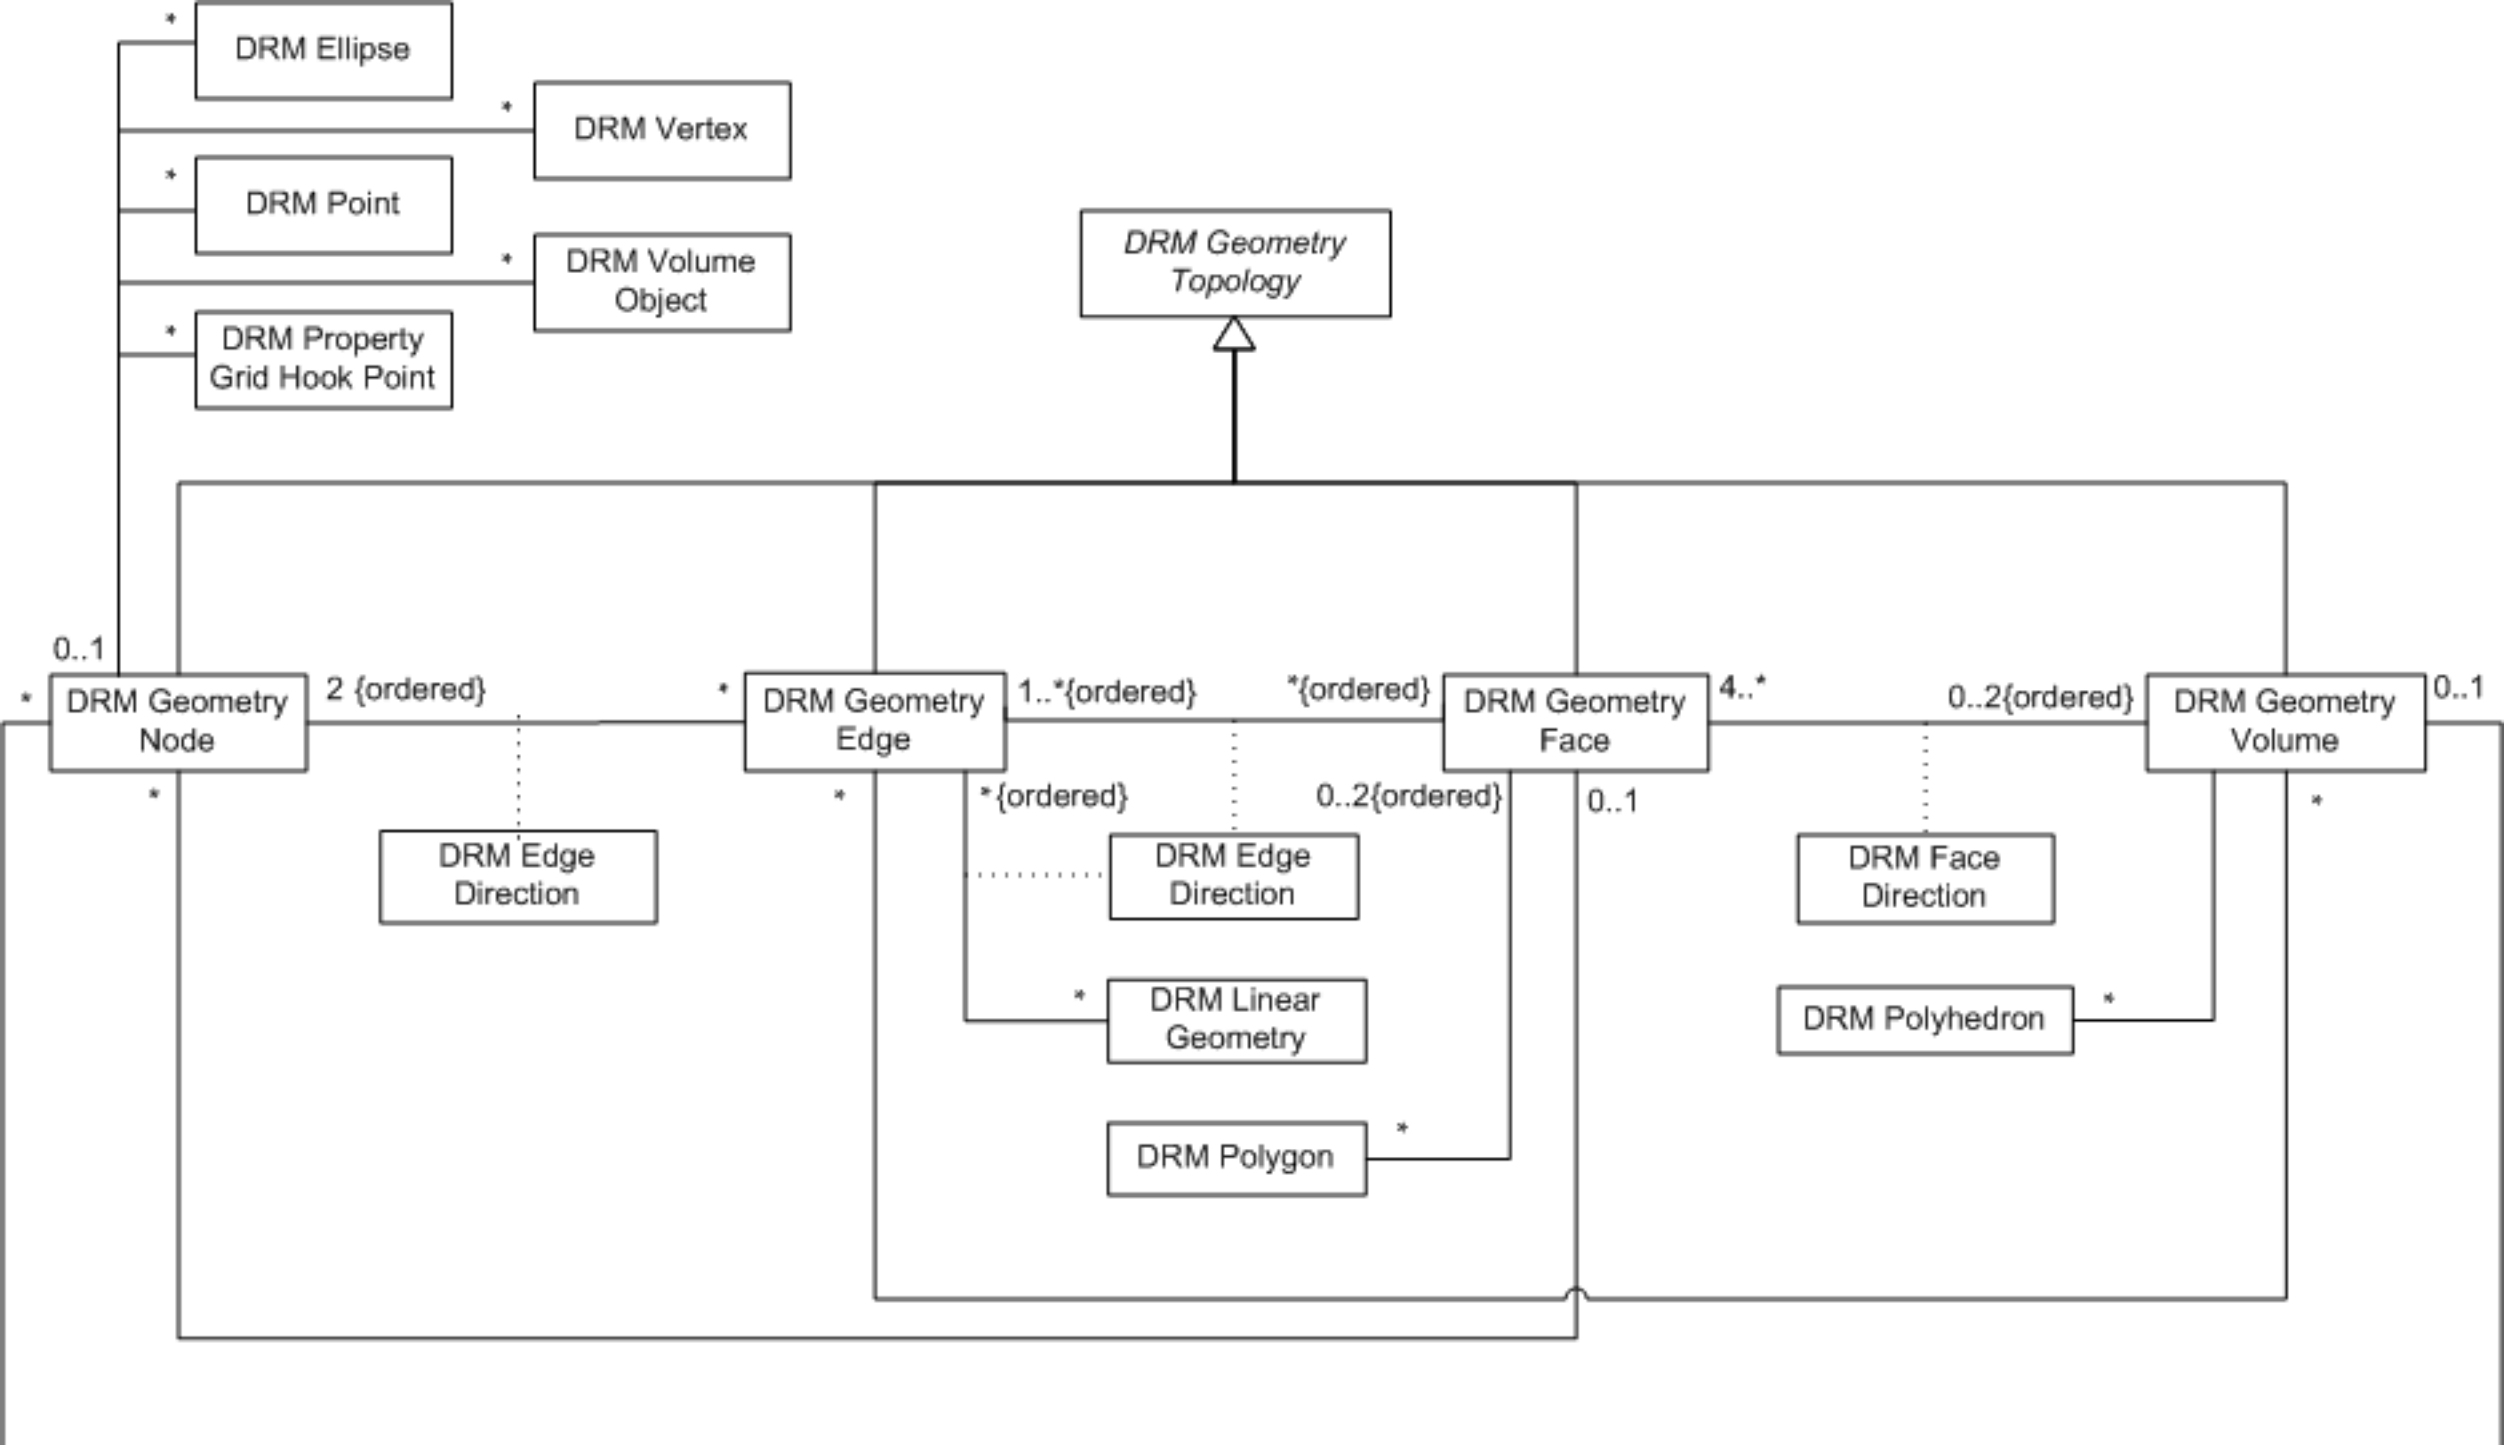 *
DRM Ellipse
*
DRM Vertex
*
DRM Point
*
DRM Volume
Object
*
DRM Property
Grid Hook Point
DRM Geometry
Topology
0..1
*
DRM Geometry
Node
2 {ordered}
*
DRM Geometry
Edge
1..*{ordered}
*{ordered}
DRM Geometry
Face
4..*
0..2{ordered}
DRM Geometry
Volume
0..1
*
*
*{ordered}
0..2{ordered}
0..1
*
DRM Edge
Direction
DRM Edge
Direction
DRM Face
Direction
*
DRM Linear
Geometry
DRM Polyhedron
*
DRM Polygon
*